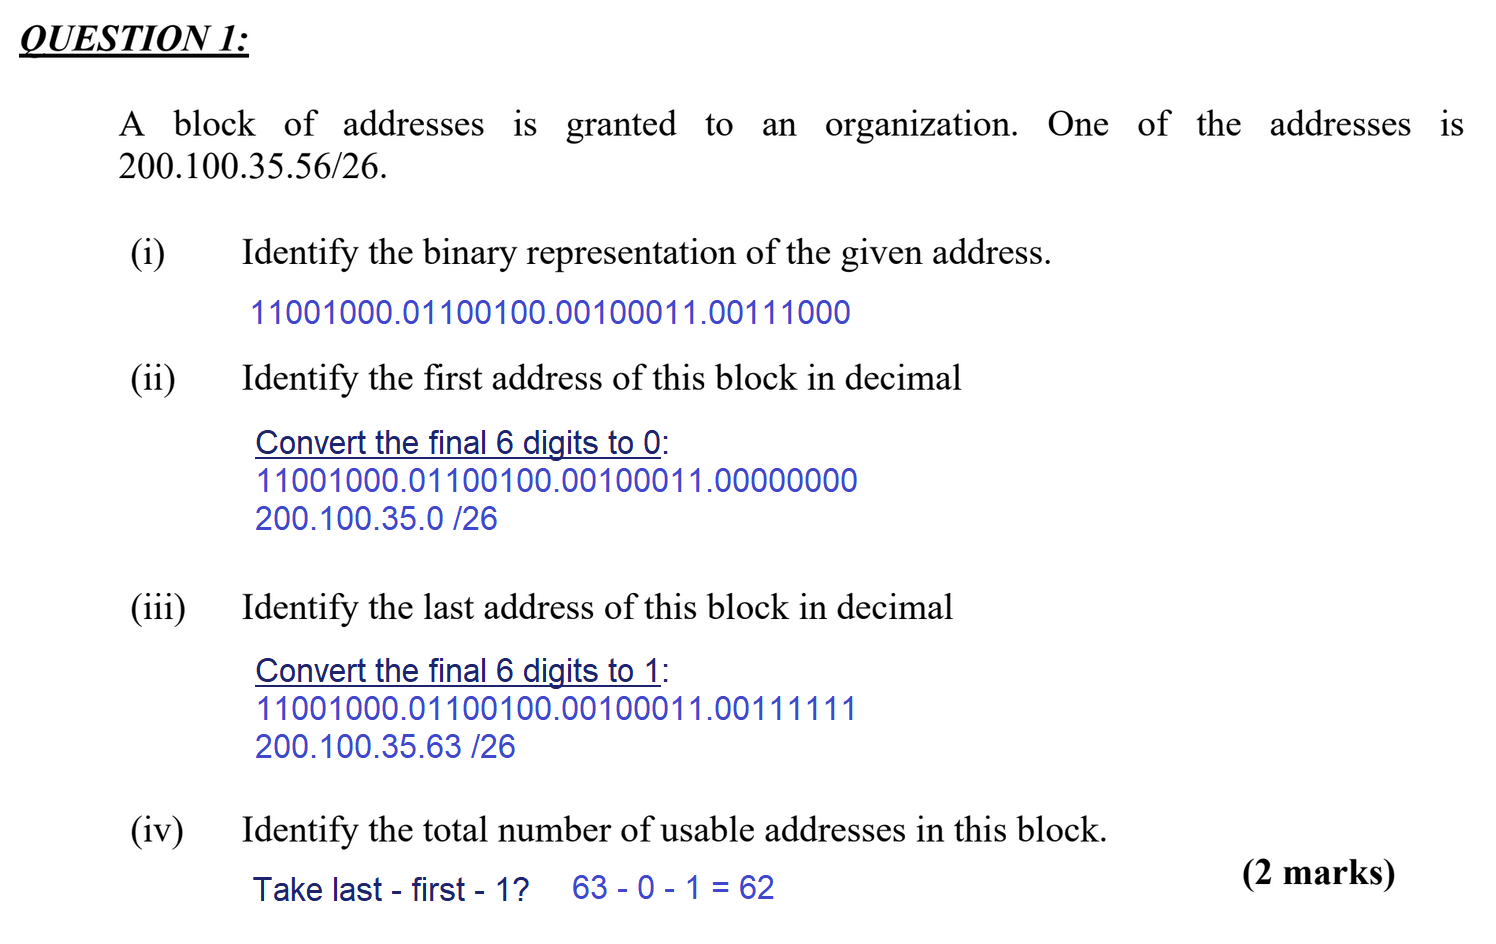 QUESTION 1:
A block of addresses is granted to an organization. One of the addresses is
200.100.35.56/26.
(i) Identify the binary representation of the given address.
11001000.01100100.00100011.00111000
(ii) Identify the first address of this block in decimal
Convert the final 6 digits to 0:
11001000.01100100.00100011.00000000
200.100.35.0 /26
(iii) Identify the last address of this block in decimal
Convert the final 6 digits to 1:
11001000.01100100.00100011.00111111
200.100.35.63 /26
(iv) Identify the total number of usable addresses in this block.
(2 marks)
Take last - first - 1? 63 - 0 - 1 = 62